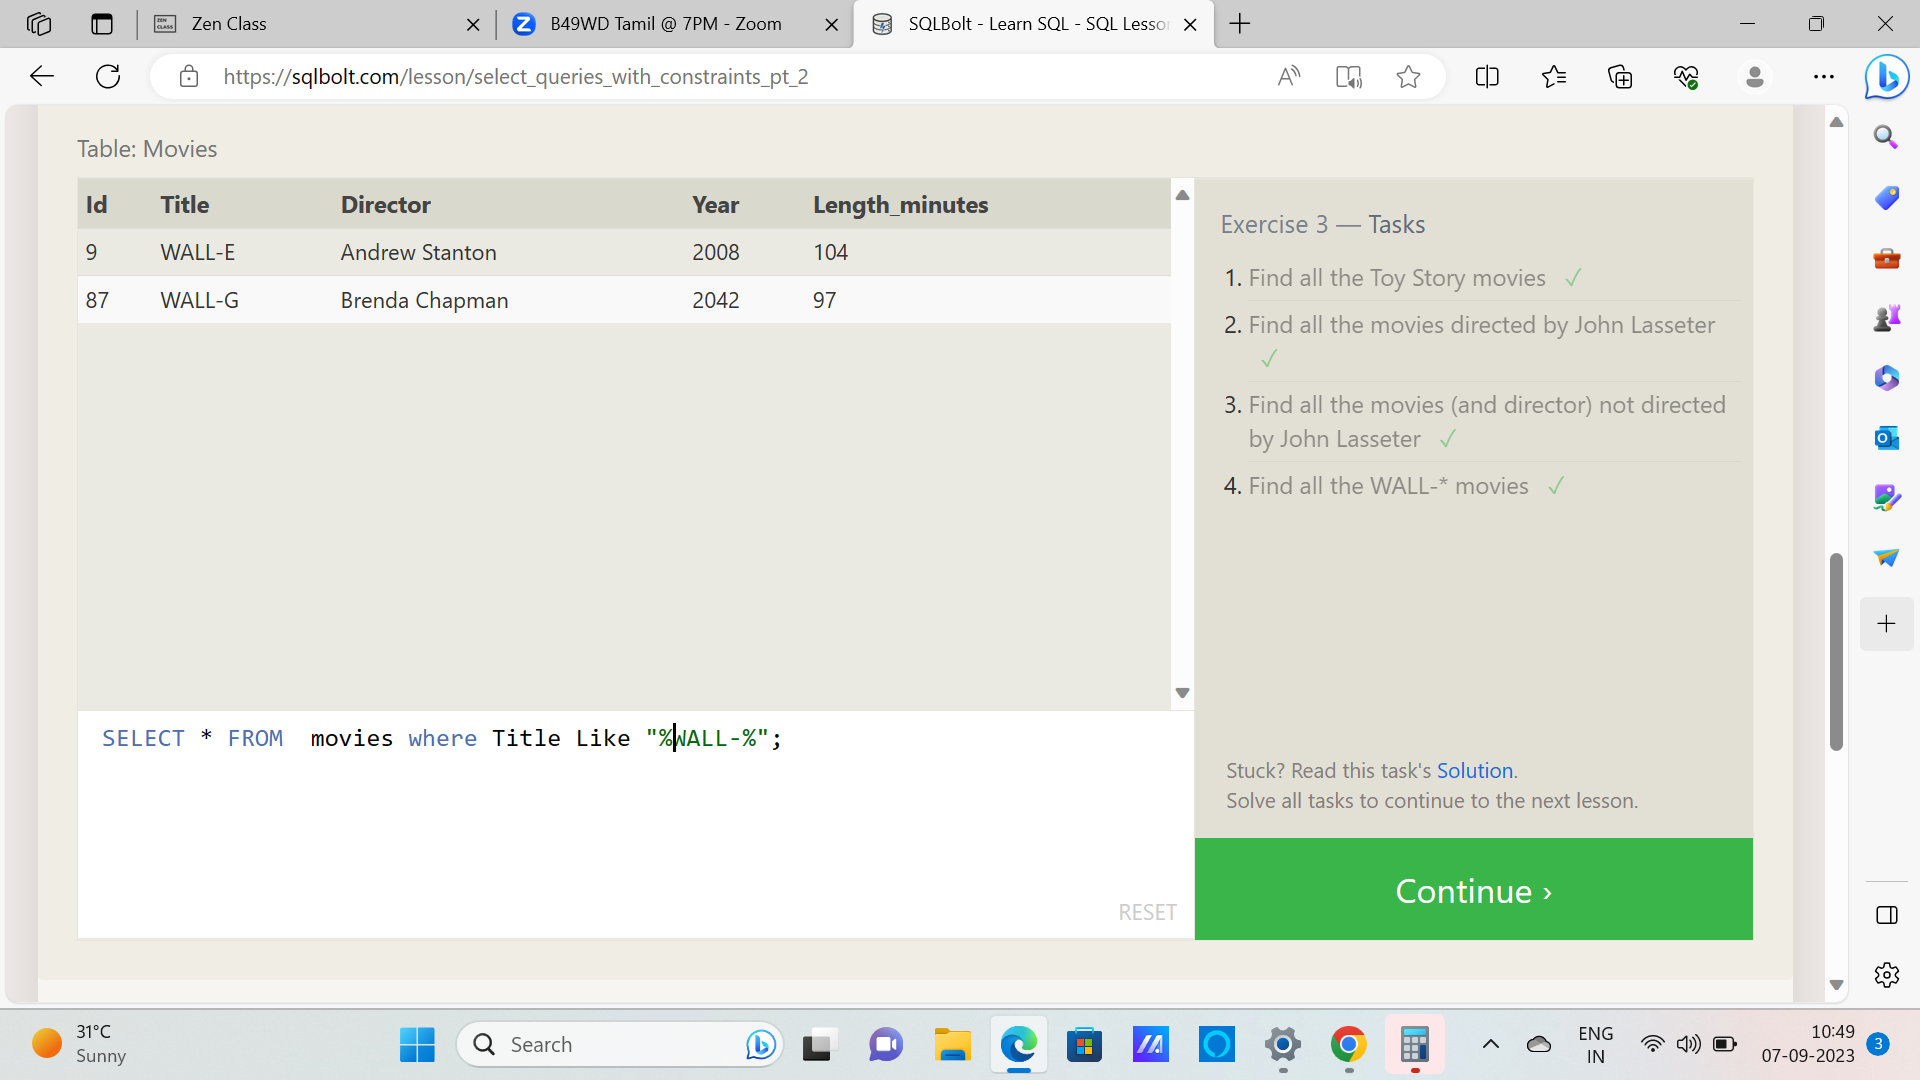 Zen Class
B49WD Tamil @ 7PM - Zoom
SQLBolt - Learn SQL - SQL Lesso
https://sqlbolt.com/lesson/select_queries_with_constraints_pt_2
Table: Movies
Id Title Director Year Length_minutes
9 WALL-E Andrew Stanton 2008 104
87 WALL-G Brenda Chapman 2042 97
Exercise 3 — Tasks
1. Find all the Toy Story movies ✓
2. Find all the movies directed by John Lasseter
✓
3. Find all the movies (and director) not directed
by John Lasseter ✓
4. Find all the WALL-* movies ✓
SELECT * FROM  movies where Title Like "%WALL-%";
RESET
Stuck? Read this task's Solution.
Solve all tasks to continue to the next lesson.
Continue ›
31°C
Sunny
Search
ENG
IN
10:49
07-09-2023
3